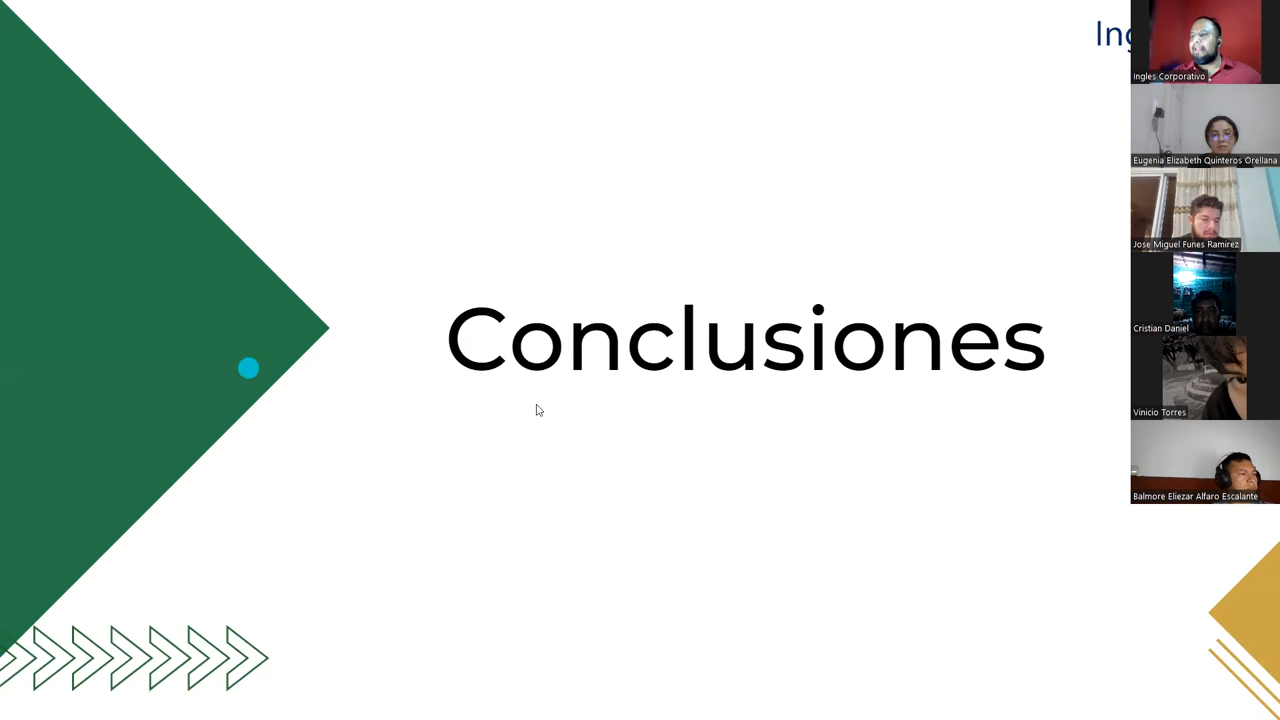 Conclusiones
Ingles Corporativo
Eugenia Elizabeth Quinteros Orellana
Jose Miguel Funes Ramirez
Cristian Daniel
Vinicio Torres
Balmore Eliezar Alfaro Escalante